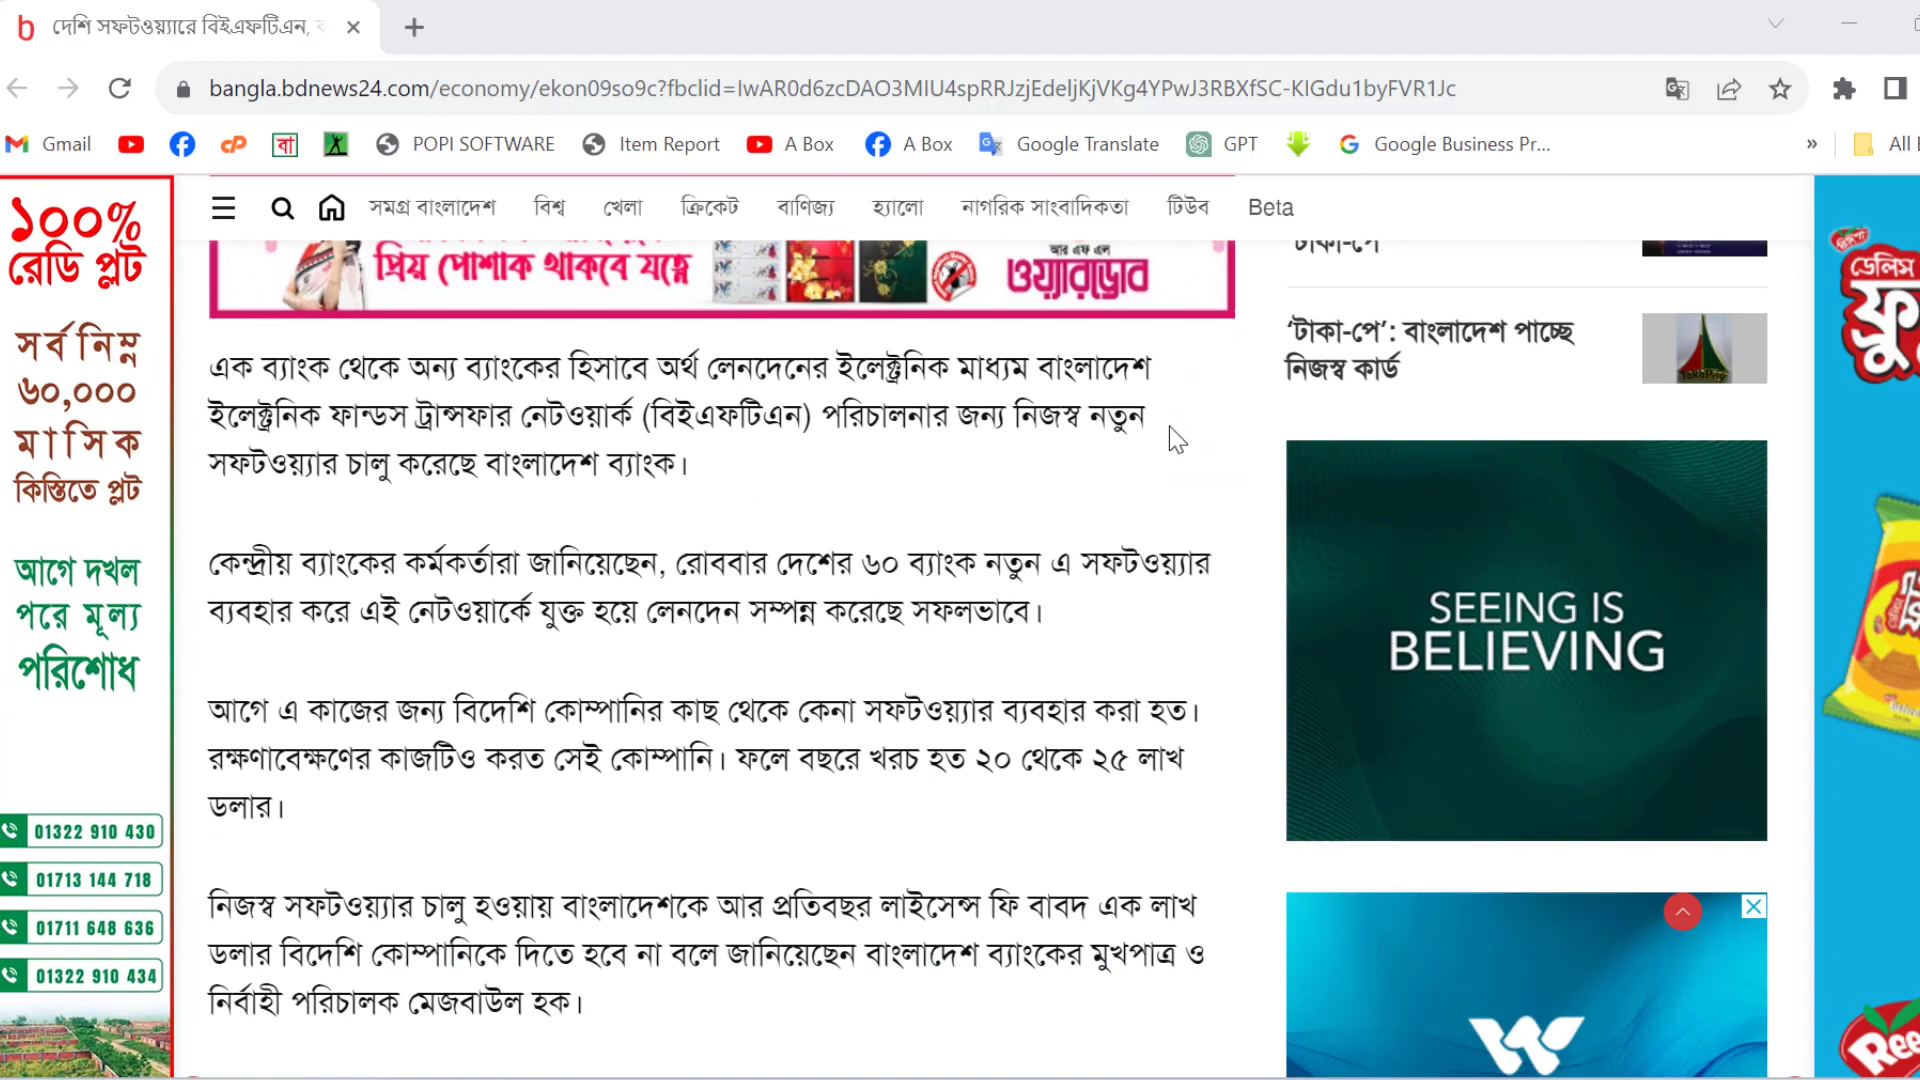 দেশি সফটওয়্যারে বিইএফটিএন,
bangla.bdnews24.com/economy/ekon09so9c?fbclid=IwAR0d6zcDAO3MIU4spRRJzjEdeljKjVKg4YPwJ3RBXfSC-KIGdu1byFVR1Jc
Gmail
POPI SOFTWARE
Item Report
A Box
A Box
Google Translate
GPT
Google Business Pr...
»
All
সমগ্র বাংলাদেশ
বিশ্ব
খেলা
ক্রিকেট
বাণিজ্য
হ্যালো
নাগরিক সাংবাদিকতা
টিউব
Beta
১০০%
রেডি প্লট
সর্বনিম্ন
৬০,০০০
মাসিক
কিস্তিতে প্লট
আগে দখল
পরে মূল্য
পরিশোধ
01322 910 430
01713 144 718
01711 648 636
01322 910 434
প্রিয় পোশাক থাকবে যত্নে
আর এফ এল
ওয়্যারড্রোব
এক ব্যাংক থেকে অন্য ব্যাংকের হিসাবে অর্থ লেনদেনের ইলেক্ট্রনিক মাধ্যম বাংলাদেশ
ইলেক্ট্রনিক ফান্ডস ট্রান্সফার নেটওয়ার্ক (বিইএফটিএন) পরিচালনার জন্য নিজস্ব নতুন
সফটওয়্যার চালু করেছে বাংলাদেশ ব্যাংক।
কেন্দ্রীয় ব্যাংকের কর্মকর্তারা জানিয়েছেন, রোববার দেশের ৬০ ব্যাংক নতুন এ সফটওয়্যার
ব্যবহার করে এই নেটওয়ার্কে যুক্ত হয়ে লেনদেন সম্পন্ন করেছে সফলভাবে।
আগে এ কাজের জন্য বিদেশি কোম্পানির কাছ থেকে কেনা সফটওয়্যার ব্যবহার করা হত।
রক্ষণাবেক্ষণের কাজটিও করত সেই কোম্পানি। ফলে বছরে খরচ হত ২০ থেকে ২৫ লাখ
ডলার।
নিজস্ব সফটওয়্যার চালু হওয়ায় বাংলাদেশকে আর প্রতিবছর লাইসেন্স ফি বাবদ এক লাখ
ডলার বিদেশি কোম্পানিকে দিতে হবে না বলে জানিয়েছেন বাংলাদেশ ব্যাংকের মুখপাত্র ও
নির্বাহী পরিচালক মেজবাউল হক।
টাকা-পে
‘টাকা-পে’: বাংলাদেশ পাচ্ছে
নিজস্ব কার্ড
SEEING IS
BELIEVING
ডেলিস